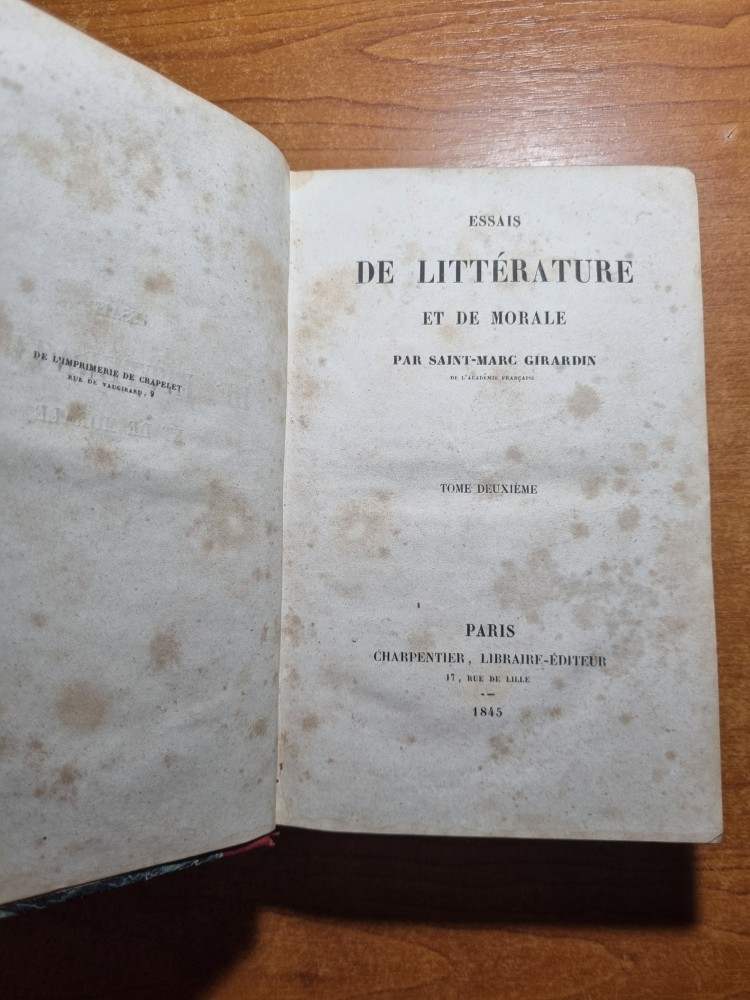 DE L'IMPRIMERIE DE CRAPELET
RUE DE VAUGIRARD, 9
ESSAIS
DE LITTÉRATURE
ET DE MORALE
PAR SAINT-MARC GIRARDIN
DE L'ACADÉMIE FRANÇAISE
TOME DEUXIÈME
PARIS
CHARPENTIER, LIBRAIRE-ÉDITEUR
17, RUE DE LILLE
1845